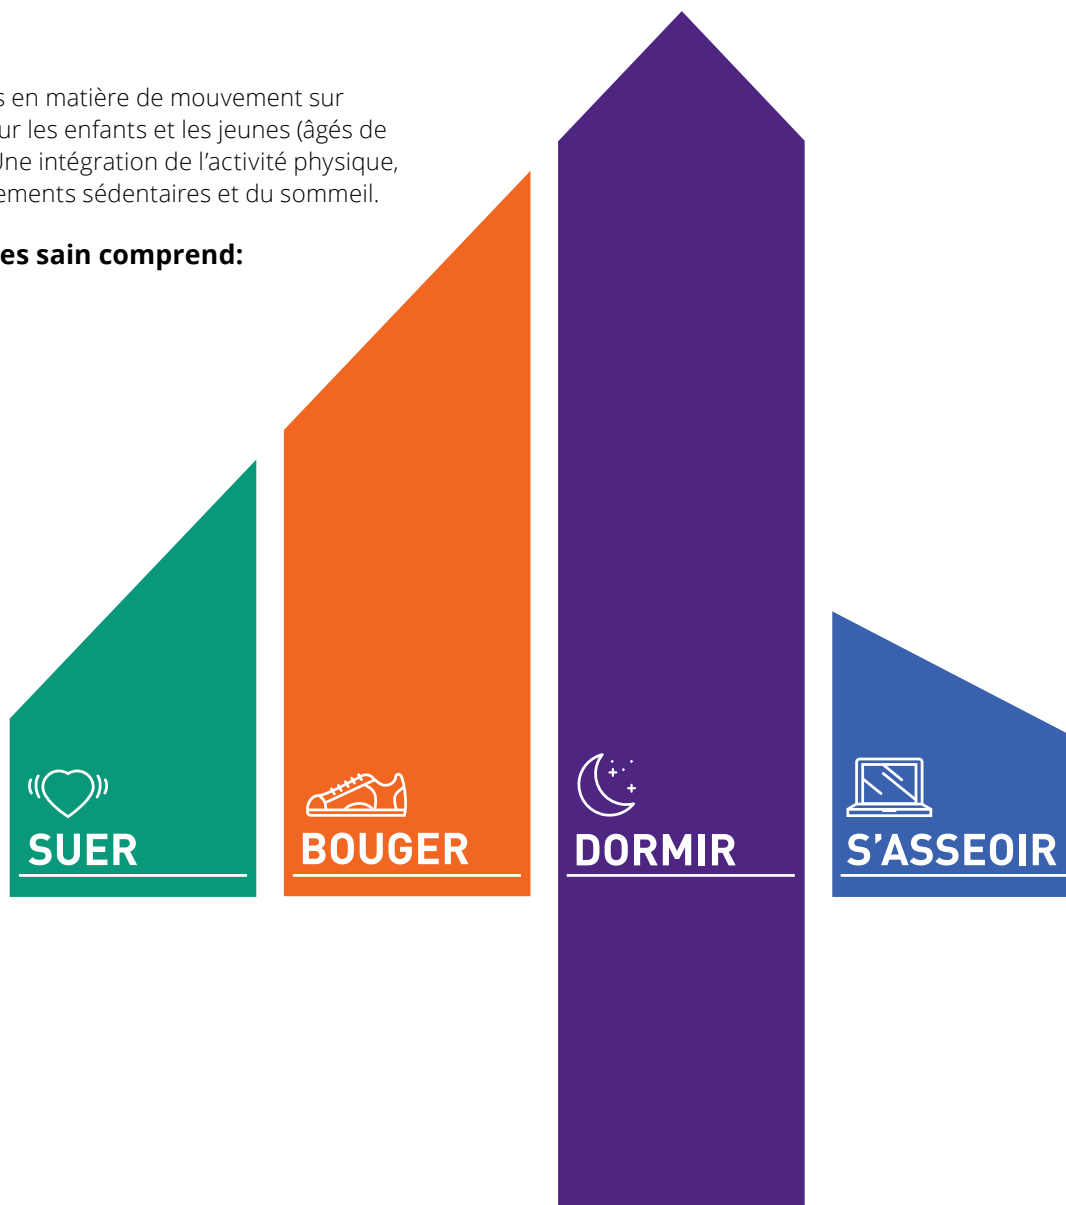 s en matière de mouvement sur
ur les enfants et les jeunes (âgés de
Une intégration de l’activité physique,
ements sédentaires et du sommeil.
es sain comprend:
SUER
BOUGER
DORMIR
S’ASSEOIR